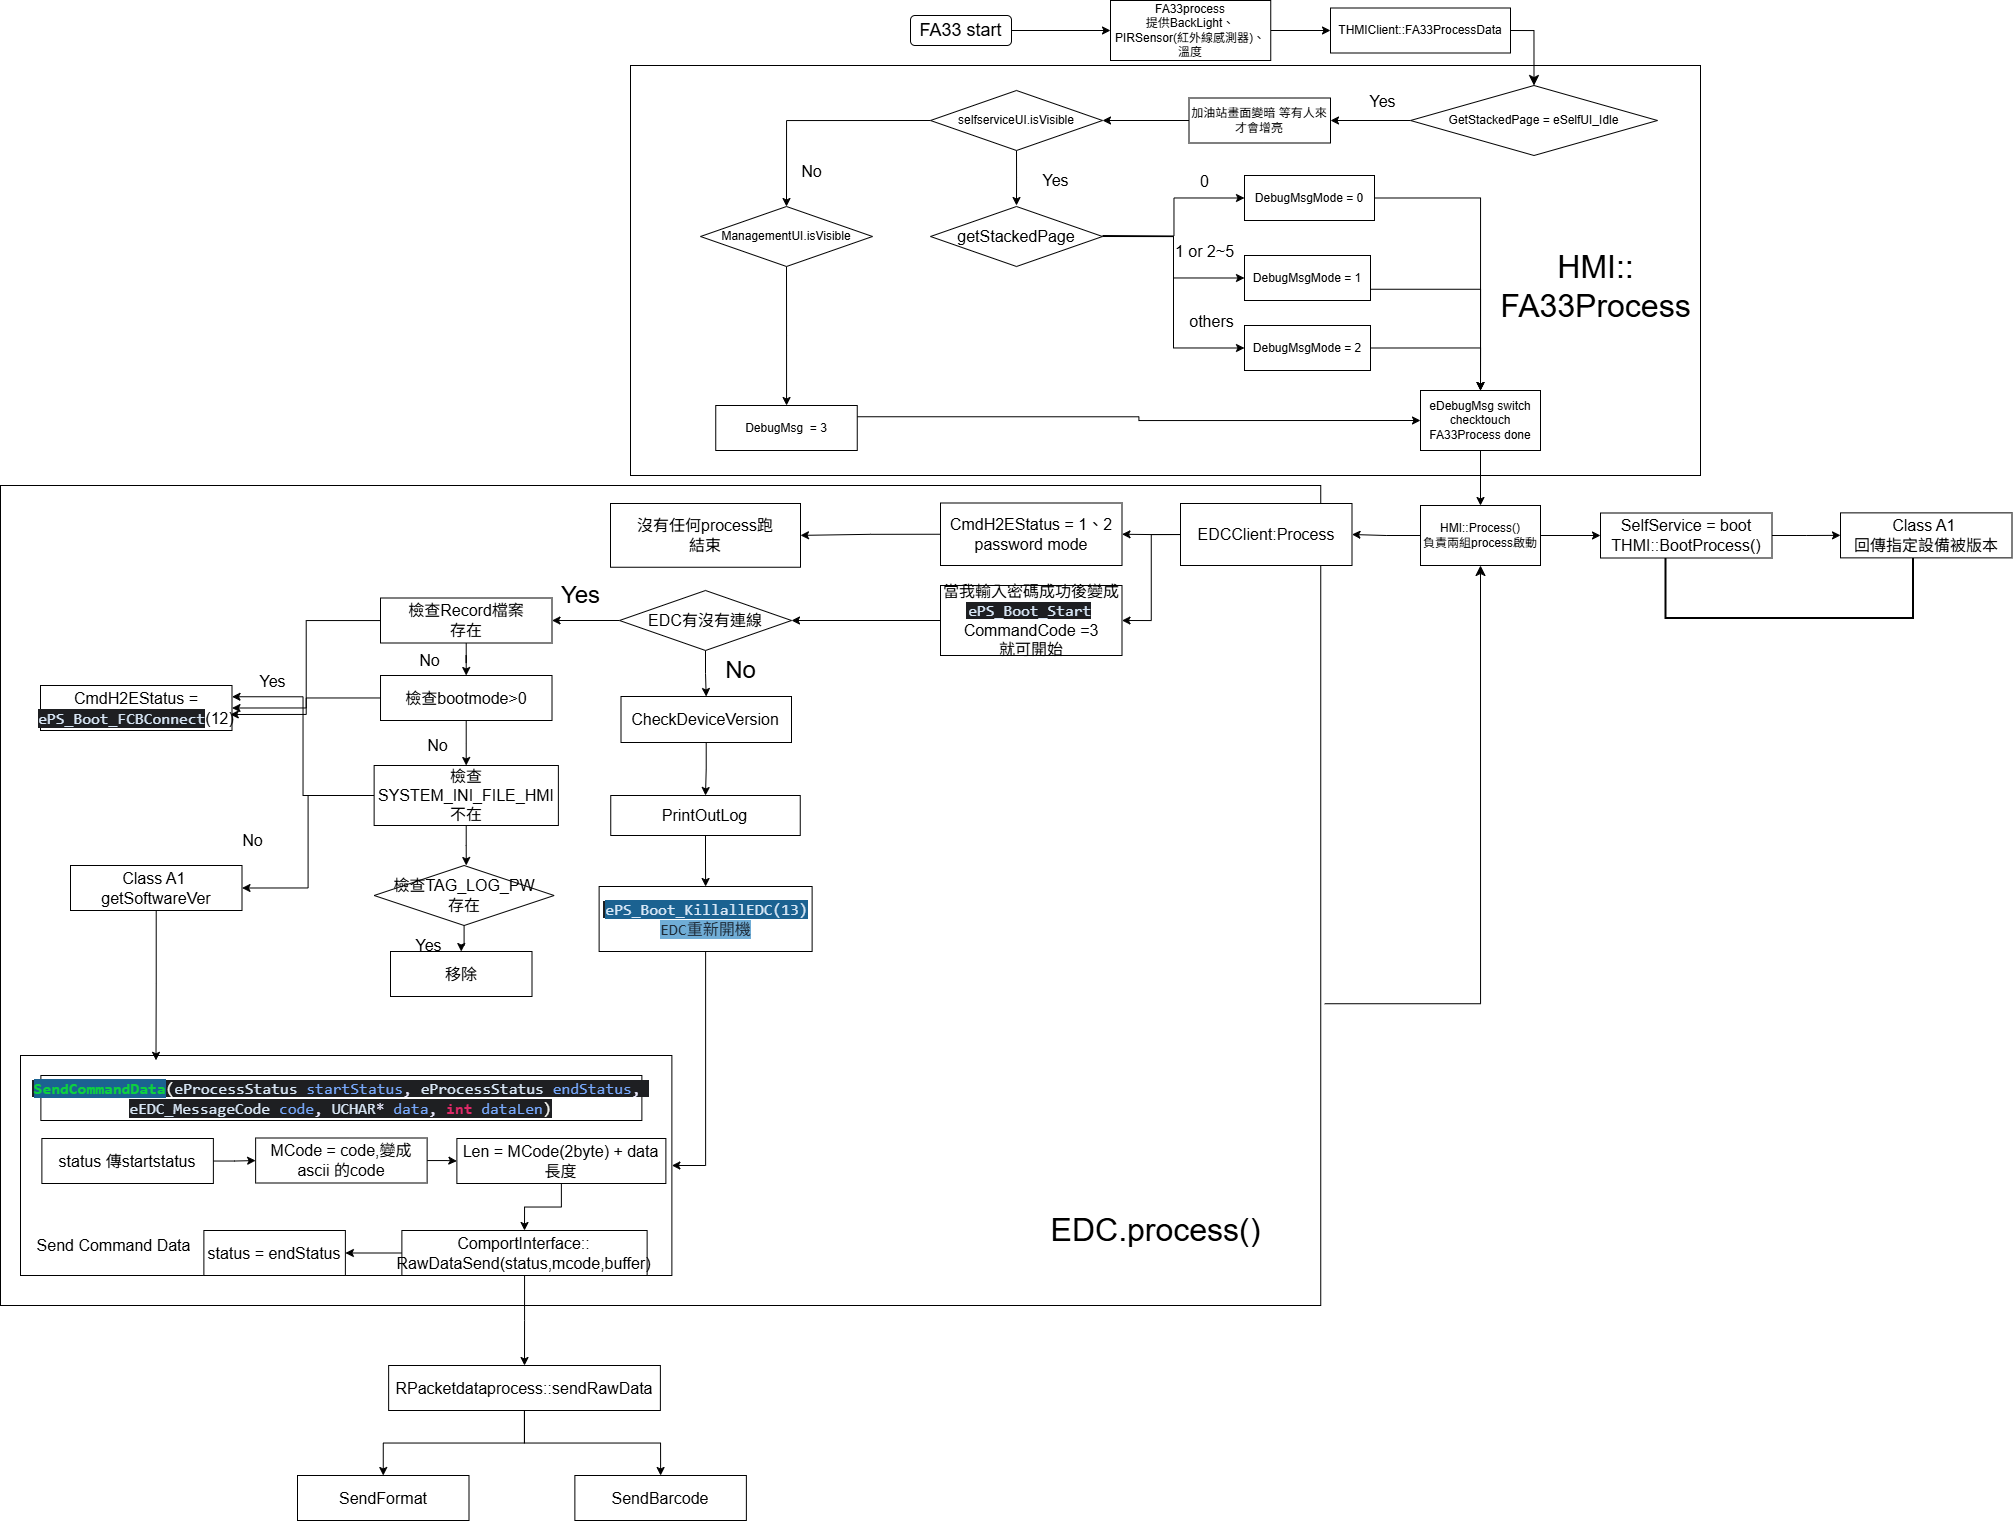 FA33 start
FA33process
提供BackLight、
PIRSensor(紅外線感測器)、
溫度
THMIClient::FA33ProcessData
GetStackedPage = eSelfUI_Idle
Yes
加油站畫面變暗 等有人來
才會增亮
selfserviceUI.isVisible
No
Yes
ManagementUI.isVisible
getStackedPage
0
DebugMsgMode = 0
1 or 2~5
DebugMsgMode = 1
others
DebugMsgMode = 2
HMI::
FA33Process
DebugMsg  = 3
eDebugMsg switch
checktouch
FA33Process done
HMI::Process()
負責兩組process啟動
SelfService = boot
THMI::BootProcess()
Class A1
回傳指定設備被版本
EDCClient:Process
CmdH2EStatus = 1、2
password mode
沒有任何process跑
結束
當我輸入密碼成功後變成
ePS_Boot_Start
CommandCode =3
就可開始
EDC有沒有連線
Yes
No
檢查Record檔案
存在
No
檢查bootmode>0
Yes
CmdH2EStatus =
ePS_Boot_FCBConnect(12)
No
檢查
SYSTEM_INI_FILE_HMI
不在
No
Class A1
getSoftwareVer
檢查TAG_LOG_PW
存在
Yes
移除
CheckDeviceVersion
PrintOutLog
ePS_Boot_KillallEDC(13)
EDC重新開機
SendCommandData(eProcessStatus startStatus, eProcessStatus endStatus,
eEDC_MessageCode code, UCHAR* data, int dataLen)
status 傳startstatus
MCode = code,變成
ascii 的code
Len = MCode(2byte) + data
長度
Send Command Data
status = endStatus
ComportInterface::
RawDataSend(status,mcode,buffer)
EDC.process()
RPacketdataprocess::sendRawData
SendFormat
SendBarcode